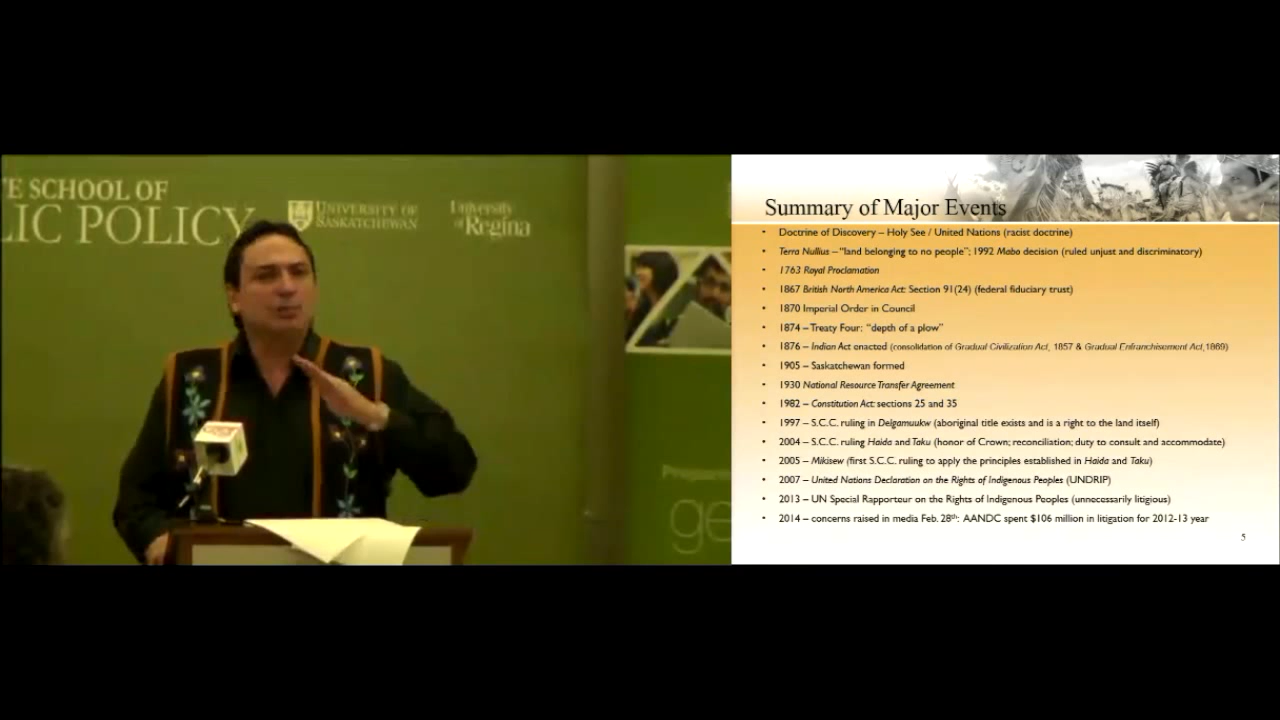 TE SCHOOL OF
LIC POLICY
UNIVERSITY OF
SASKATCHEWAN
University
of Regina
ge
Summary of Major Events
• Doctrine of Discovery – Holy See / United Nations (racist doctrine)
• Terra Nullius – “land belonging to no people”; 1992 Mabo decision (ruled unjust and discriminatory)
• 1763 Royal Proclamation
• 1867 British North America Act: Section 91(24) (federal fiduciary trust)
• 1870 Imperial Order in Council
• 1874 – Treaty Four: “depth of a plow”
• 1876 - Indian Act enacted (consolidation of Gradual Civilization Act, 1857 & Gradual Enfranchisement Act,1869)
• 1905 – Saskatchewan formed
• 1930 National Resource Transfer Agreement
• 1982 – Constitution Act: sections 25 and 35
• 1997 – S.C.C. ruling in Delgamuukw (aboriginal title exists and is a right to the land itself)
• 2004 – S.C.C. ruling Haida and Taku (honor of Crown; reconciliation; duty to consult and accommodate)
• 2005 – Mikisew (first S.C.C. ruling to apply the principles established in Haida and Taku)
• 2007 – United Nations Declaration on the Rights of Indigenous Peoples (UNDRIP)
• 2013 – UN Special Rapporteur on the Rights of Indigenous Peoples (unnecessarily litigious)
• 2014 – concerns raised in media Feb. 28th: AANDC spent $106 million in litigation for 2012-13 year
5